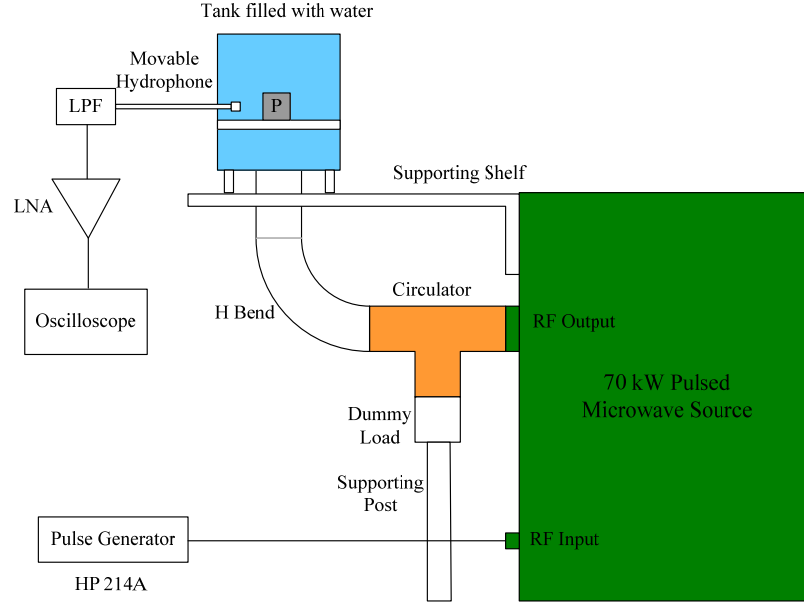 Tank filled with water
Movable
Hydrophone
LPF
P
Supporting Shelf
LNA
Circulator
H Bend
Oscilloscope
RF Output
70 kW Pulsed
Microwave Source
Dummy
Load
Supporting
Post
Pulse Generator
RF Input
HP 214A